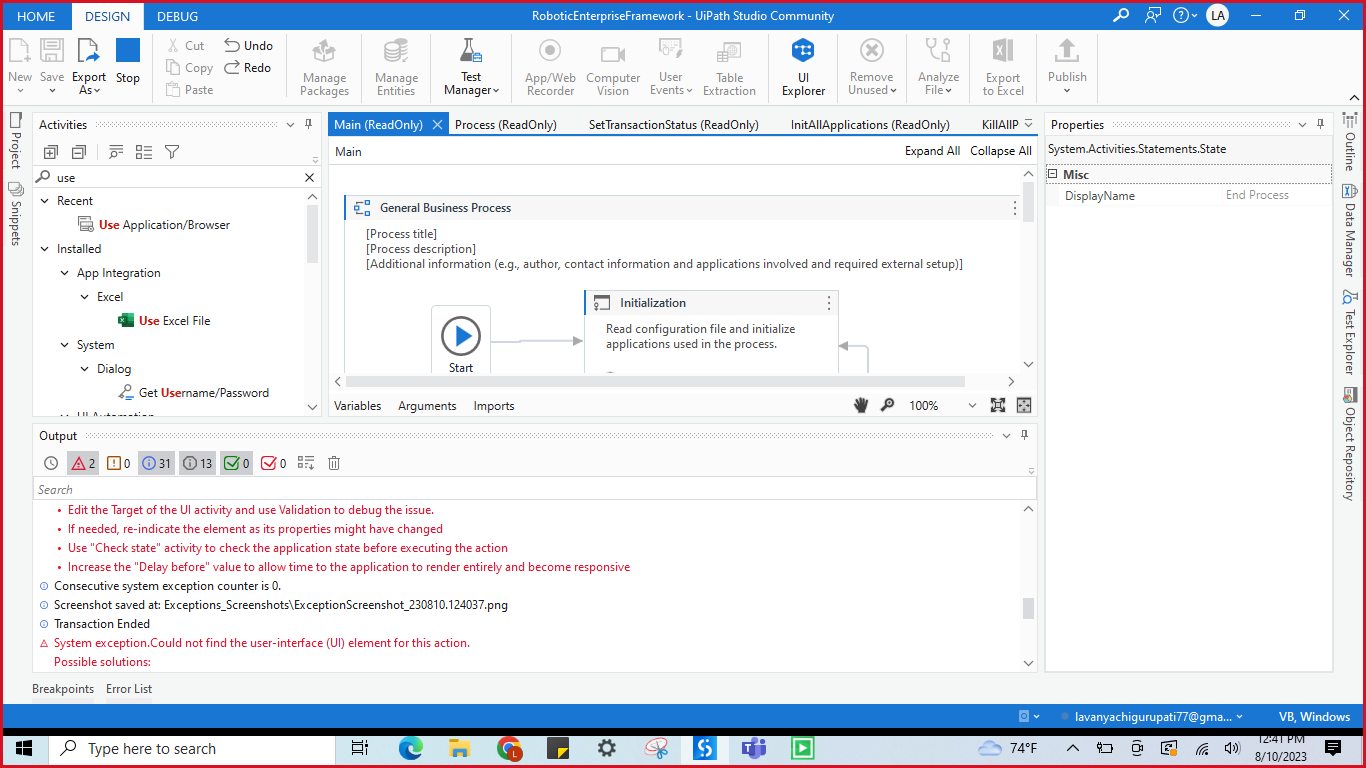 HOME DESIGN DEBUG RoboticEnterpriseFramework - UiPath Studio Community LA
New Save Export As Stop
Cut Undo
Copy Redo
Paste
Manage Packages
Manage Entities
Test Manager
App/Web Recorder
Computer Vision
User Events
Table Extraction
UI Explorer
Remove Unused
Analyze File
Export to Excel
Publish
Project
Snippets
Activities
use
Recent
Use Application/Browser
Installed
App Integration
Excel
Use Excel File
System
Dialog
Get Username/Password
UI Automation
Main (ReadOnly) Process (ReadOnly) SetTransactionStatus (ReadOnly) InitAllApplications (ReadOnly) KillAllP
Main Expand All Collapse All
General Business Process
[Process title]
[Process description]
[Additional information (e.g., author, contact information and applications involved and required external setup)]
Initialization
Read configuration file and initialize
applications used in the process.
Start
Variables Arguments Imports 100%
Properties
System.Activities.Statements.State
Misc
DisplayName End Process
Outline
Data Manager
Test Explorer
Object Repository
Output
2 0 31 13 0 0
Search
• Edit the Target of the UI activity and use Validation to debug the issue.
• If needed, re-indicate the element as its properties might have changed
• Use "Check state" activity to check the application state before executing the action
• Increase the "Delay before" value to allow time to the application to render entirely and become responsive
Consecutive system exception counter is 0.
Screenshot saved at: Exceptions_Screenshots\ExceptionScreenshot_230810.124037.png
Transaction Ended
System exception.Could not find the user-interface (UI) element for this action.
Possible solutions:
Breakpoints Error List
lavanyachigurupati77@gma... VB, Windows
Type here to search
74°F
12:41 PM
8/10/2023